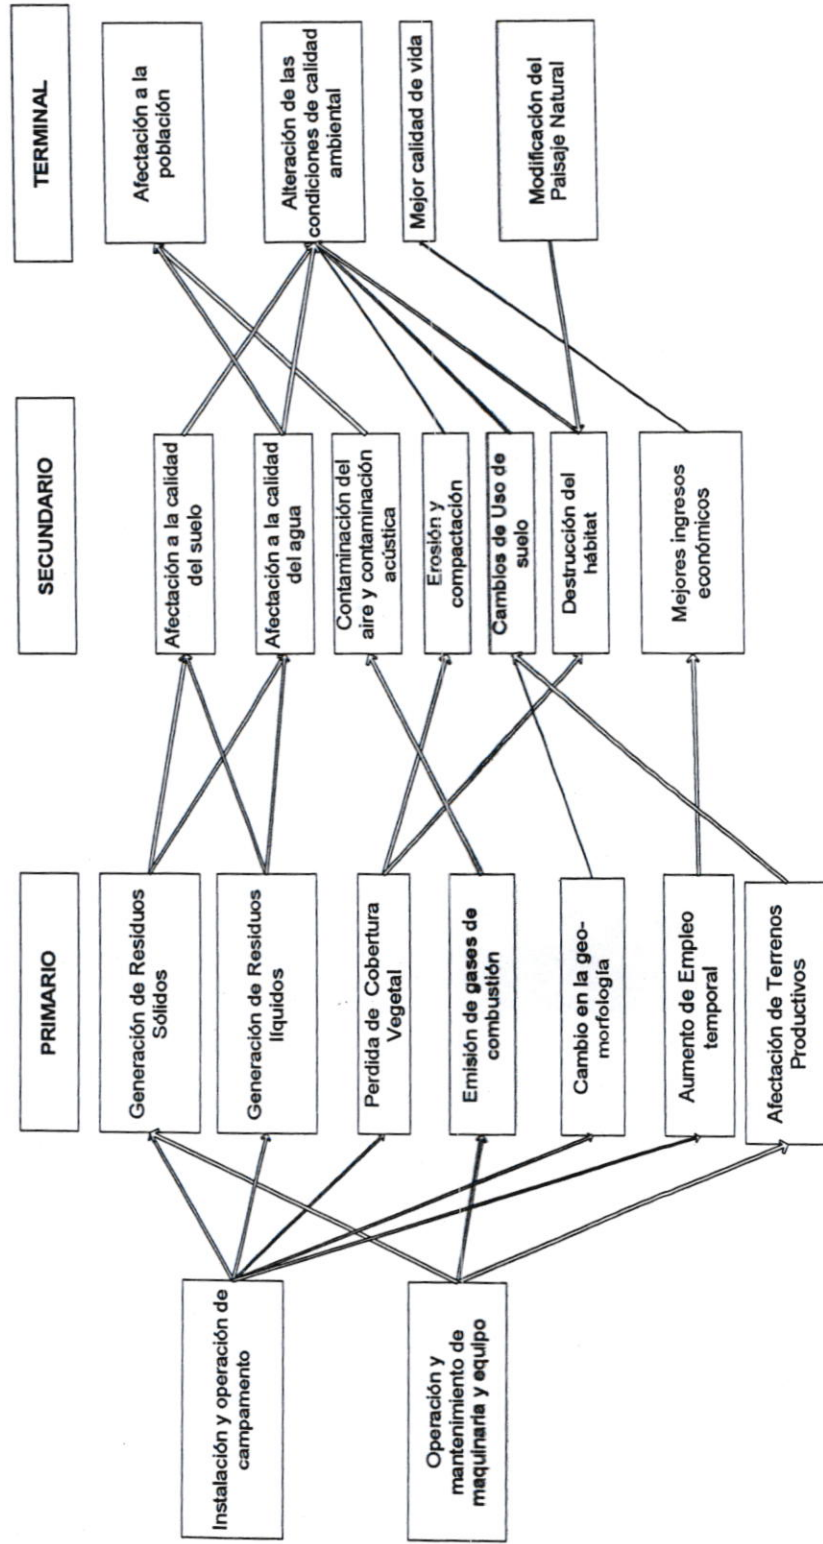 PRIMARIO
SECUNDARIO
TERMINAL
Instalación y operación de
campamento
Operación y
mantenimiento de
maquinaria y equipo
Generación de Residuos
Sólidos
Generación de Residuos
líquidos
Perdida de Cobertura
Vegetal
Emisión de gases de
combustión
Cambio en la geo-
morfología
Aumento de Empleo
temporal
Afectación de Terrenos
Productivos
Afectación a la calidad
del suelo
Afectación a la calidad
del agua
Contaminación del
aire y contaminación
acústica
Erosión y
compactación
Cambios de Uso de
suelo
Destrucción del
hábitat
Mejores ingresos
económicos
Afectación a la
población
Alteración de las
condiciones de calidad
ambiental
Mejor calidad de vida
Modificación del
Paisaje Natural